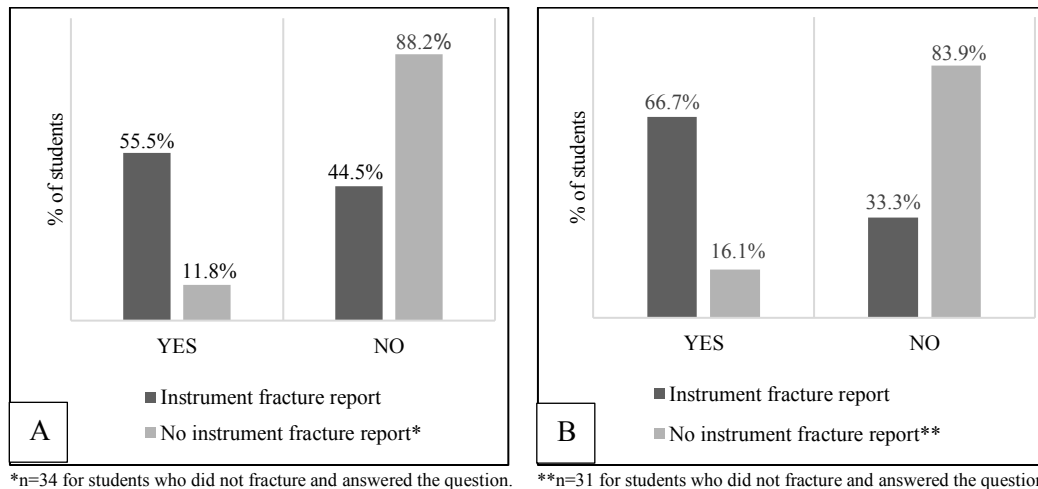 88.2%
55.5%
44.5%
11.8%
% of students
YES NO
Instrument fracture report
No instrument fracture report*
A
*n=34 for students who did not fracture and answered the question.
83.9%
66.7%
33.3%
16.1%
% of students
YES NO
Instrument fracture report
No instrument fracture report**
B
**n=31 for students who did not fracture and answered the question